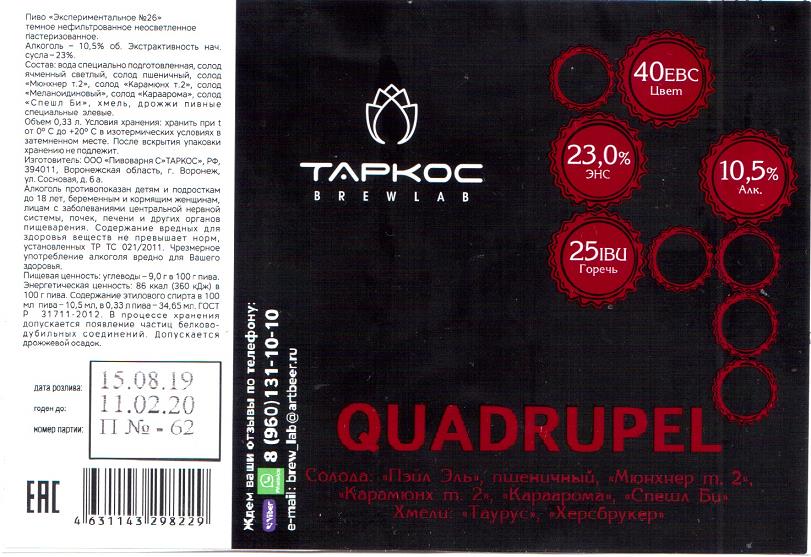 Пиво «Экспериментальное №26»
темное нефильтрованное неосветленное
пастеризованное.
Алкоголь – 10,5% об. Экстрактивность нач.
сусла – 23%.
Состав: вода специально подготовленная, солод
ячменный светлый, солод пшеничный, солод
«Мюнхнер т.2», солод «Карамюнх т.2», солод
«Меланоидиновый», солод «Караарома», солод
«Спешл Би», хмель, дрожжи пивные
специальные элевые.
Объем 0,33 л. Условия хранения: хранить при t
от 0° С до +20° С в изотермических условиях в
затемненном месте. После вскрытия упаковки
хранению не подлежит.
Изготовитель: ООО «Пивоварня С«ТАРКОС», РФ,
394011, Воронежская область, г. Воронеж,
ул. Сосновая, д. 6 а.
Алкоголь противопоказан детям и подросткам
до 18 лет, беременным и кормящим женщинам,
лицам с заболеваниями центральной нервной
системы, почек, печени и других органов
пищеварения. Содержание вредных для
здоровья веществ не превышает норм,
установленных ТР ТС 021/2011. Чрезмерное
употребление алкоголя вредно для Вашего
здоровья.
Пищевая ценность: углеводы – 9,0 г в 100 г пива.
Энергетическая ценность: 86 ккал (360 кДж) в
100 г пива. Содержание этилового спирта в 100
мл пива – 10,5 мл, в 0,33 л пива – 34,65 мл. ГОСТ
Р 31711-2012. В процессе хранения
допускается появление частиц белково-
дубильных соединений. Допускается
дрожжевой осадок.
дата розлива: 15.08.19
годен до: 11.02.20
номер партии: П № - 62
EAC
4 631143 298229
Ждем ваши отзывы по телефону:
8 (960)131-10-10
Viber
e-mail: brew_lab@artbeer.ru
ТАРКОС
BREWLAB
40EBC
Цвет
23,0%
ЭНС
10,5%
Алк.
25IBU
Горечь
QUADRUPEL
Солода: «Пэйл Эль», пшеничный, «Мюнхнер т. 2»,
«Карамюнх т. 2», «Караарома», «Спешл Би»
Хмели: «Таурус», «Херсбрукер»